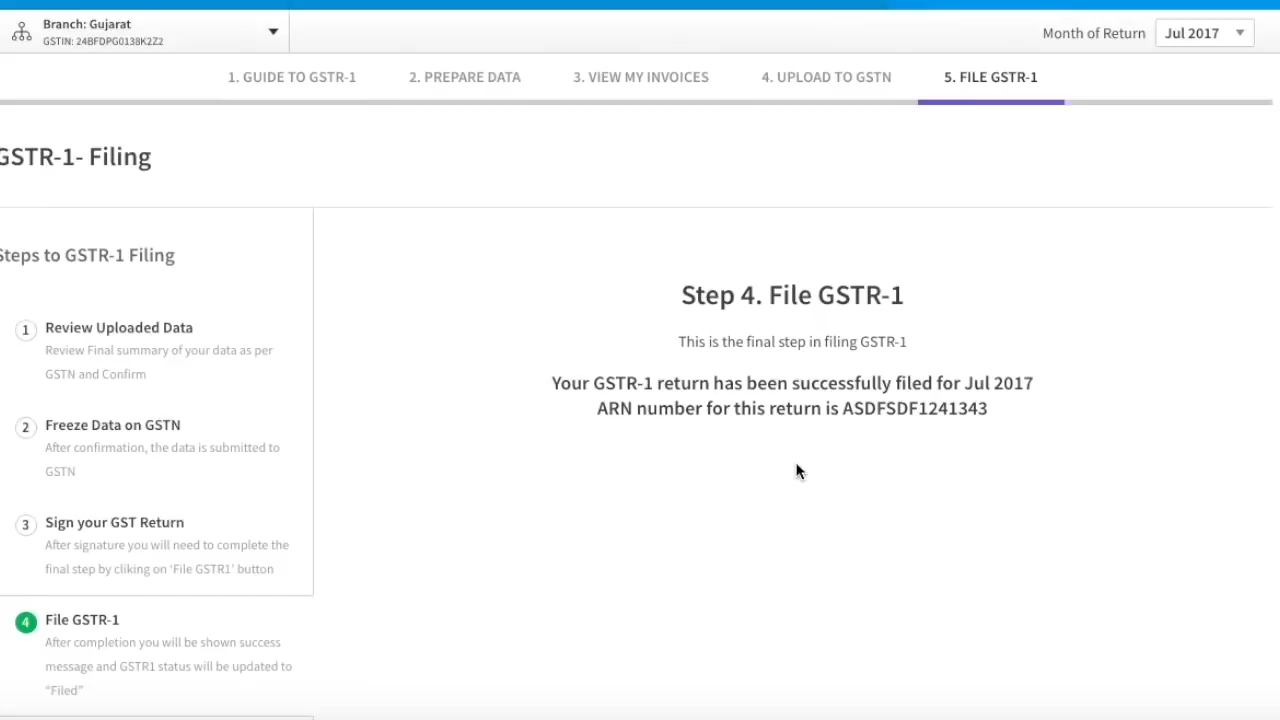 Branch: Gujarat
GSTIN: 24BFDPG0138K2Z2
Month of Return Jul 2017
1. GUIDE TO GSTR-1 2. PREPARE DATA 3. VIEW MY INVOICES 4. UPLOAD TO GSTN 5. FILE GSTR-1
GSTR-1- Filing
Steps to GSTR-1 Filing
1 Review Uploaded Data
Review Final summary of your data as per
GSTN and Confirm
2 Freeze Data on GSTN
After confirmation, the data is submitted to
GSTN
3 Sign your GST Return
After signature you will need to complete the
final step by cliking on ‘File GSTR1’ button
4 File GSTR-1
After completion you will be shown success
message and GSTR1 status will be updated to
“Filed”
Step 4. File GSTR-1
This is the final step in filing GSTR-1
Your GSTR-1 return has been successfully filed for Jul 2017
ARN number for this return is ASDFSDF1241343